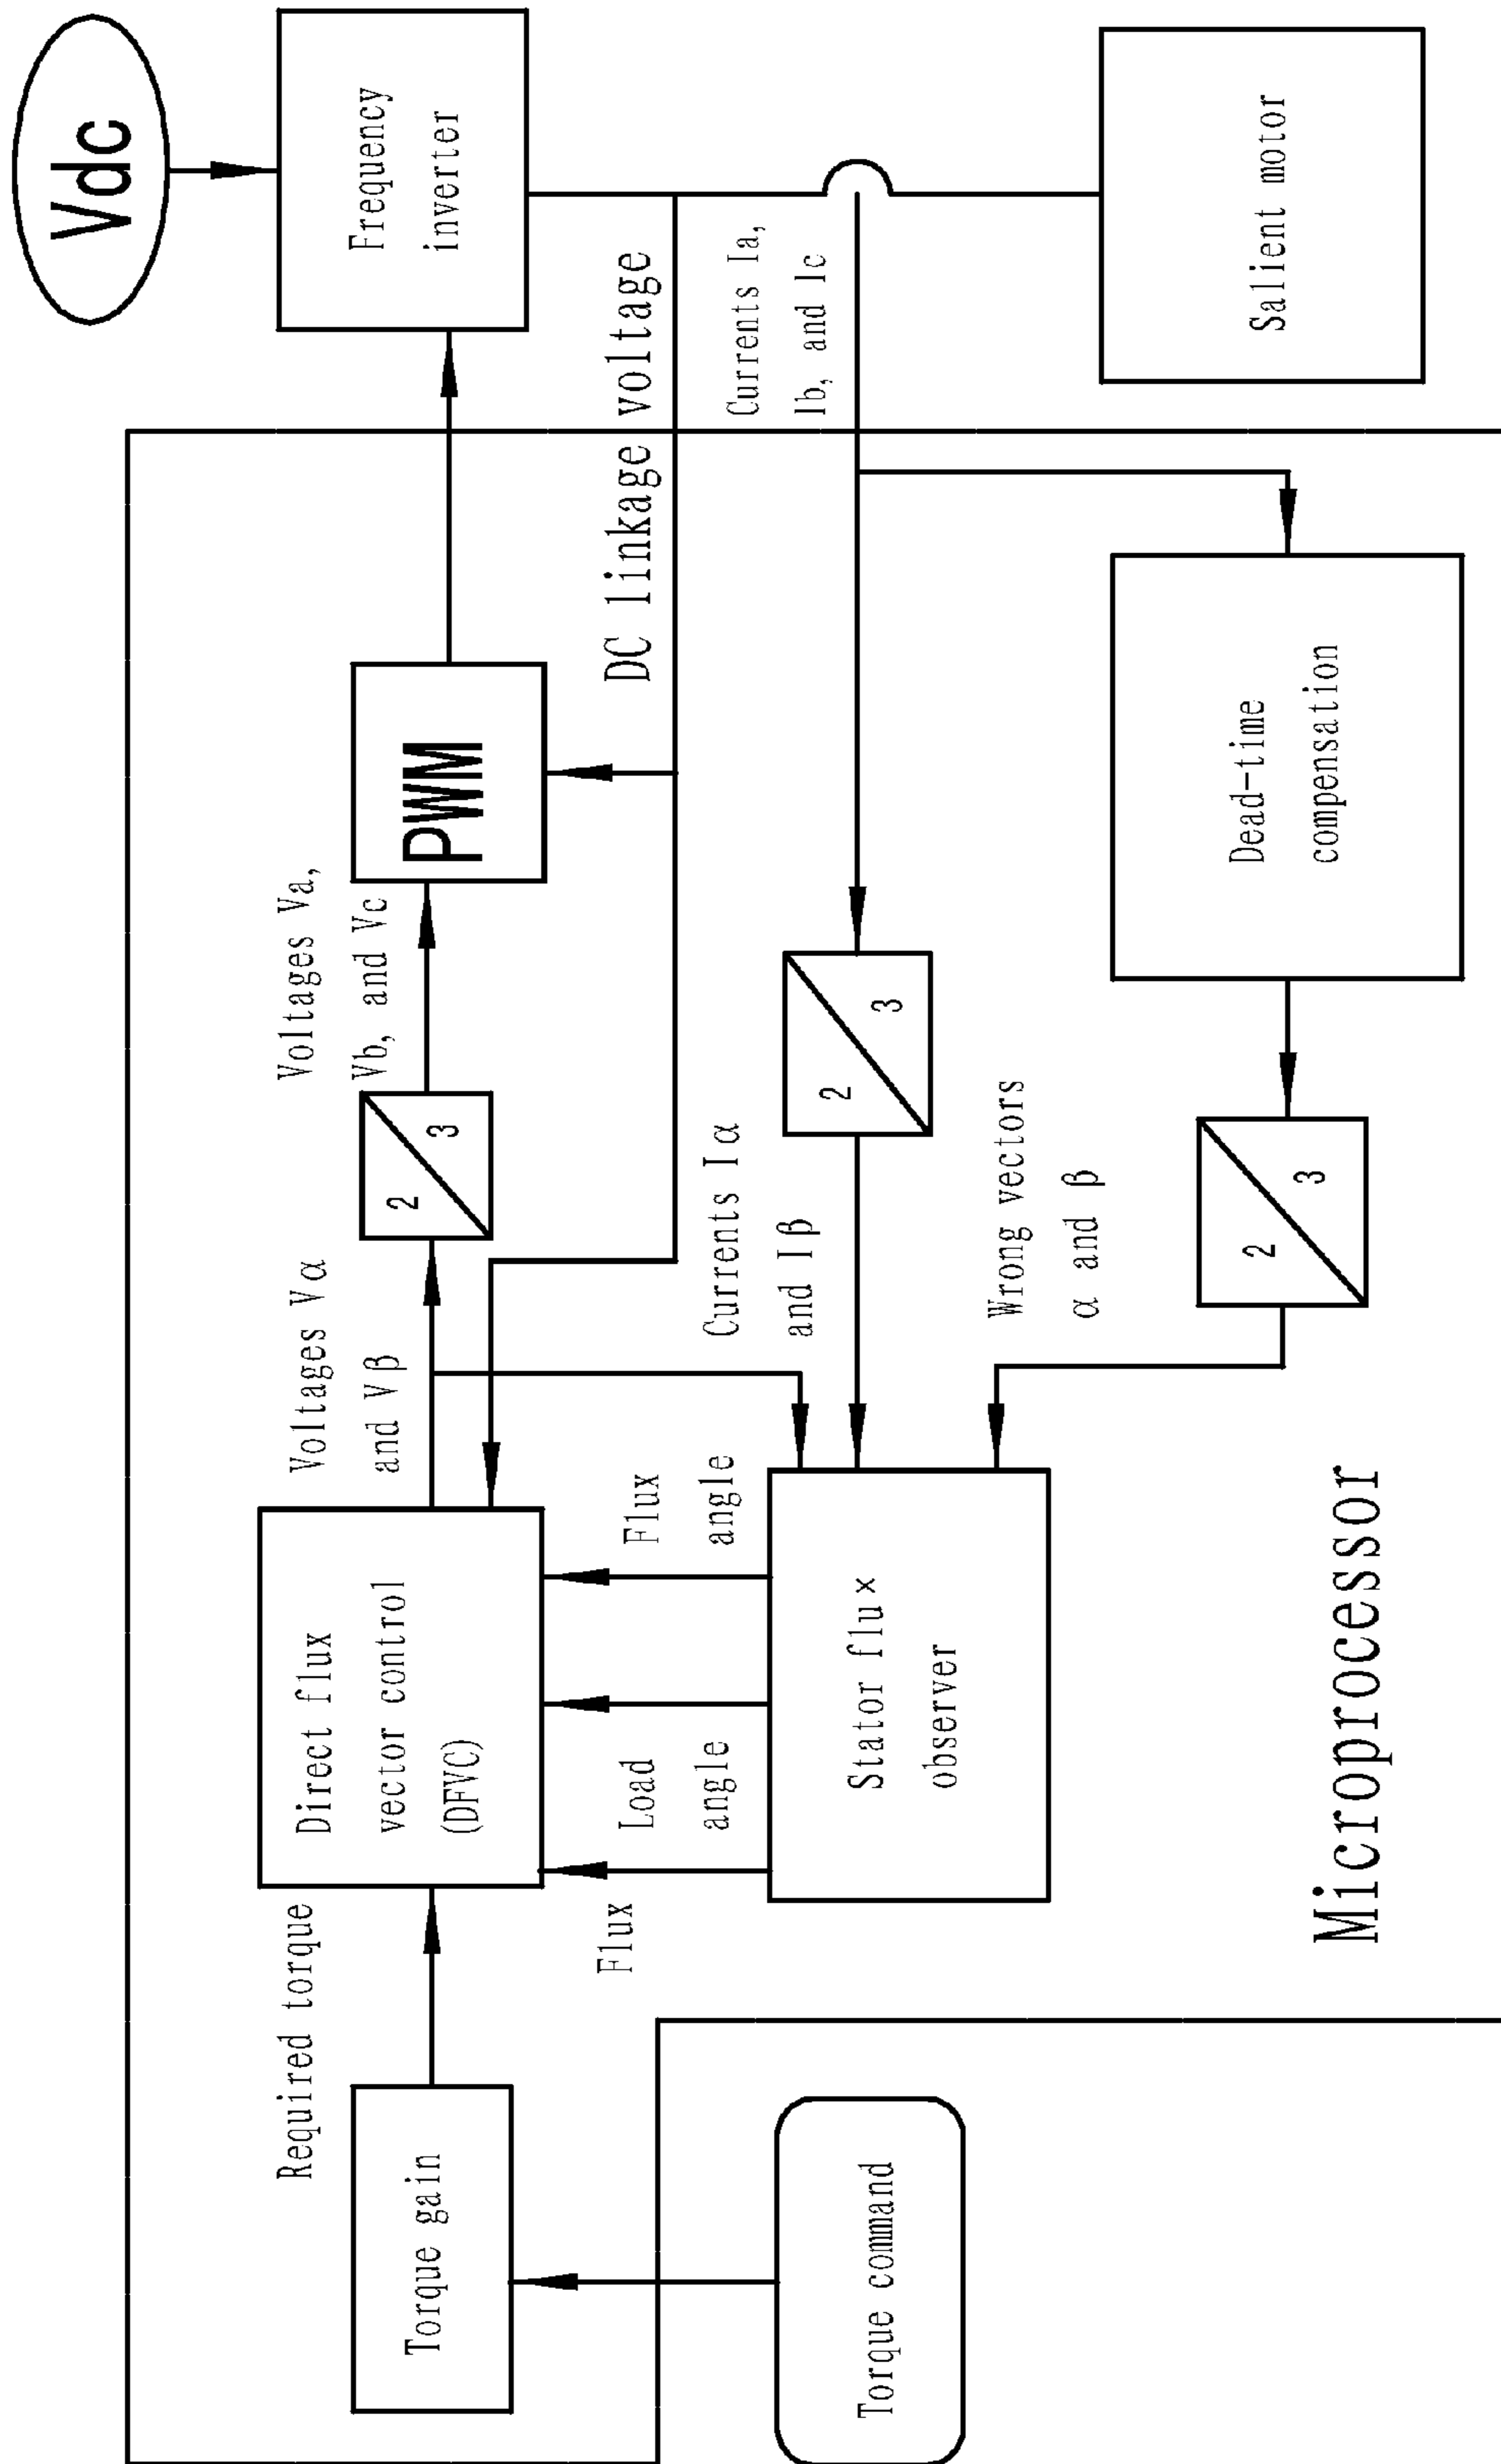 Required torque
Torque gain
Torque command
Direct flux
vector control
(DFVC)
Flux
Load
angle
Flux
angle
Stator flux
observer
Voltages Vα
and Vβ
2
3
Voltages Va,
Vb, and Vc
PWM
DC linkage voltage
Currents Iα
and Iβ
2
3
Currents Ia,
Ib, and Ic
Wrong vectors
α and β
2
3
Dead-time
compensation
Microprocessor
Vdc
Frequency
inverter
Salient motor